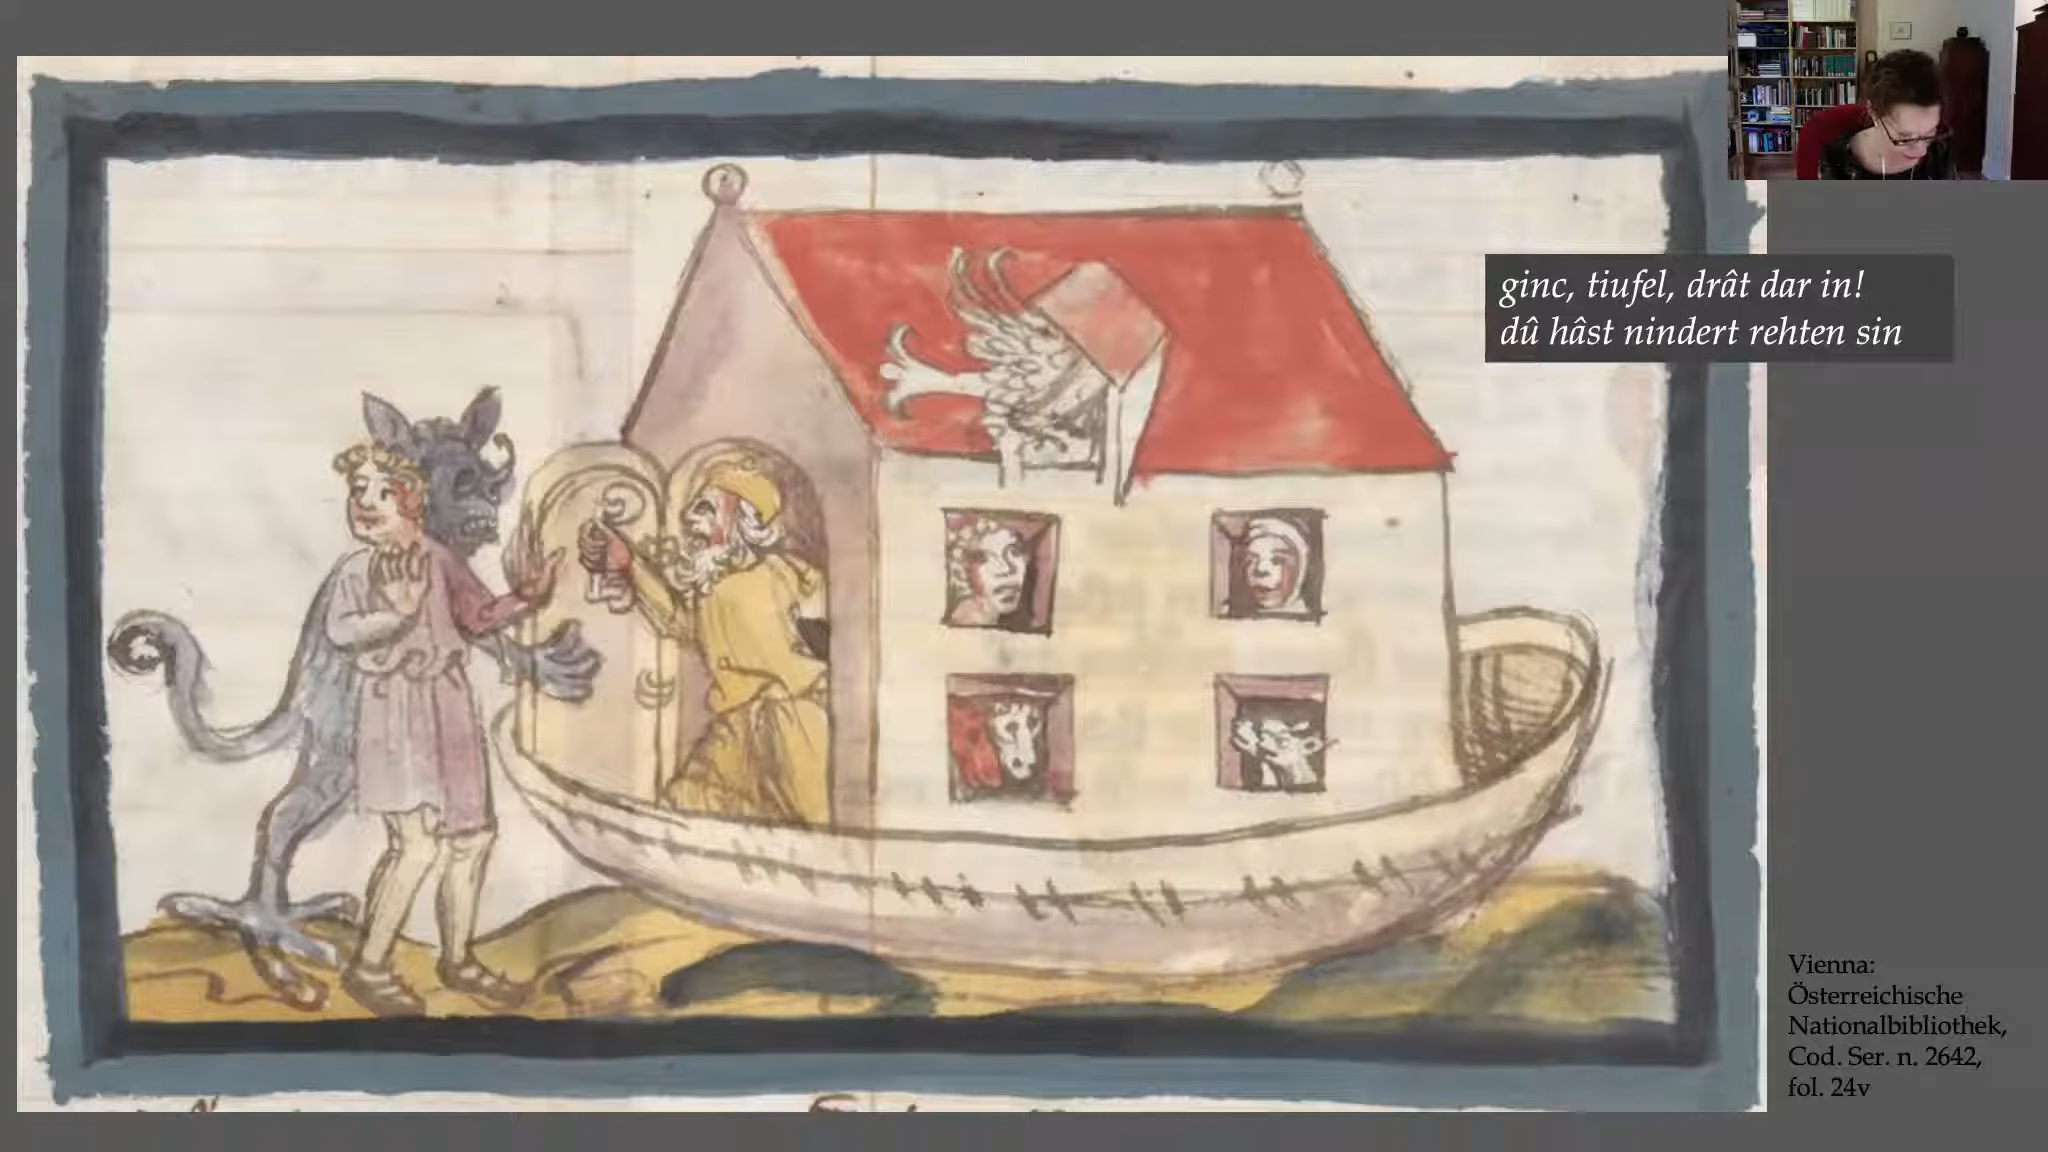 ginc, tiufel, drât dar in!
dû hâst nindert rehten sin
Vienna:
Österreichische
Nationalbibliothek,
Cod. Ser. n. 2642,
fol. 24v